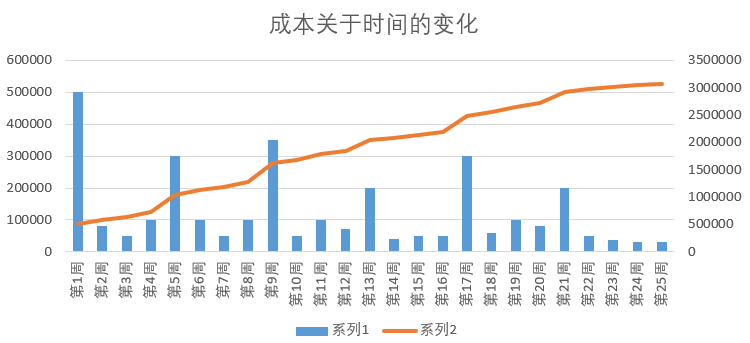 成本关于时间的变化
600000
500000
400000
300000
200000
100000
0
3500000
3000000
2500000
2000000
1500000
1000000
500000
0
第1周
第2周
第3周
第4周
第5周
第6周
第7周
第8周
第9周
第10周
第11周
第12周
第13周
第14周
第15周
第16周
第17周
第18周
第19周
第20周
第21周
第22周
第23周
第24周
第25周
系列1 系列2